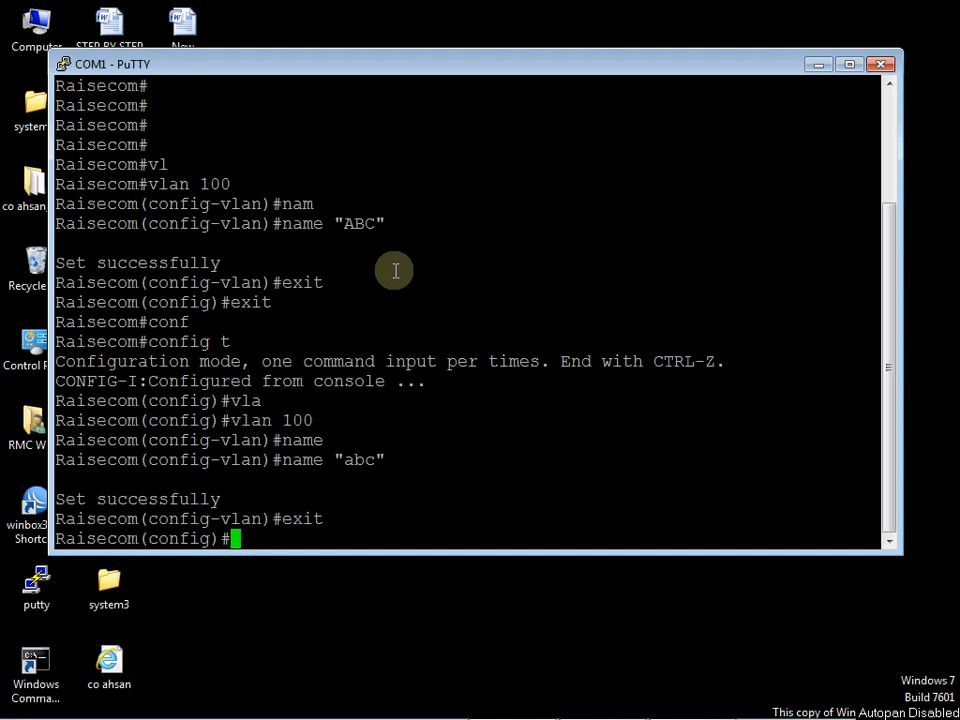 Computer
STEP BY STEP
New
COM1 - PuTTY
Raisecom#
Raisecom#
Raisecom#
Raisecom#
Raisecom#vl
Raisecom#vlan 100
Raisecom(config-vlan)#nam
Raisecom(config-vlan)#name "ABC"
Set successfully
Raisecom(config-vlan)#exit
Raisecom(config)#exit
Raisecom#conf
Raisecom#config t
Configuration mode, one command input per times. End with CTRL-Z.
CONFIG-I:Configured from console ...
Raisecom(config)#vla
Raisecom(config)#vlan 100
Raisecom(config-vlan)#name
Raisecom(config-vlan)#name "abc"
Set successfully
Raisecom(config-vlan)#exit
Raisecom(config)#
system
co ahsan
Recycle
Control P
RMC W
winbox3
Shortc
putty
system3
Windows
Comma...
co ahsan
Windows 7
Build 7601
This copy of Win Autopan Disabled